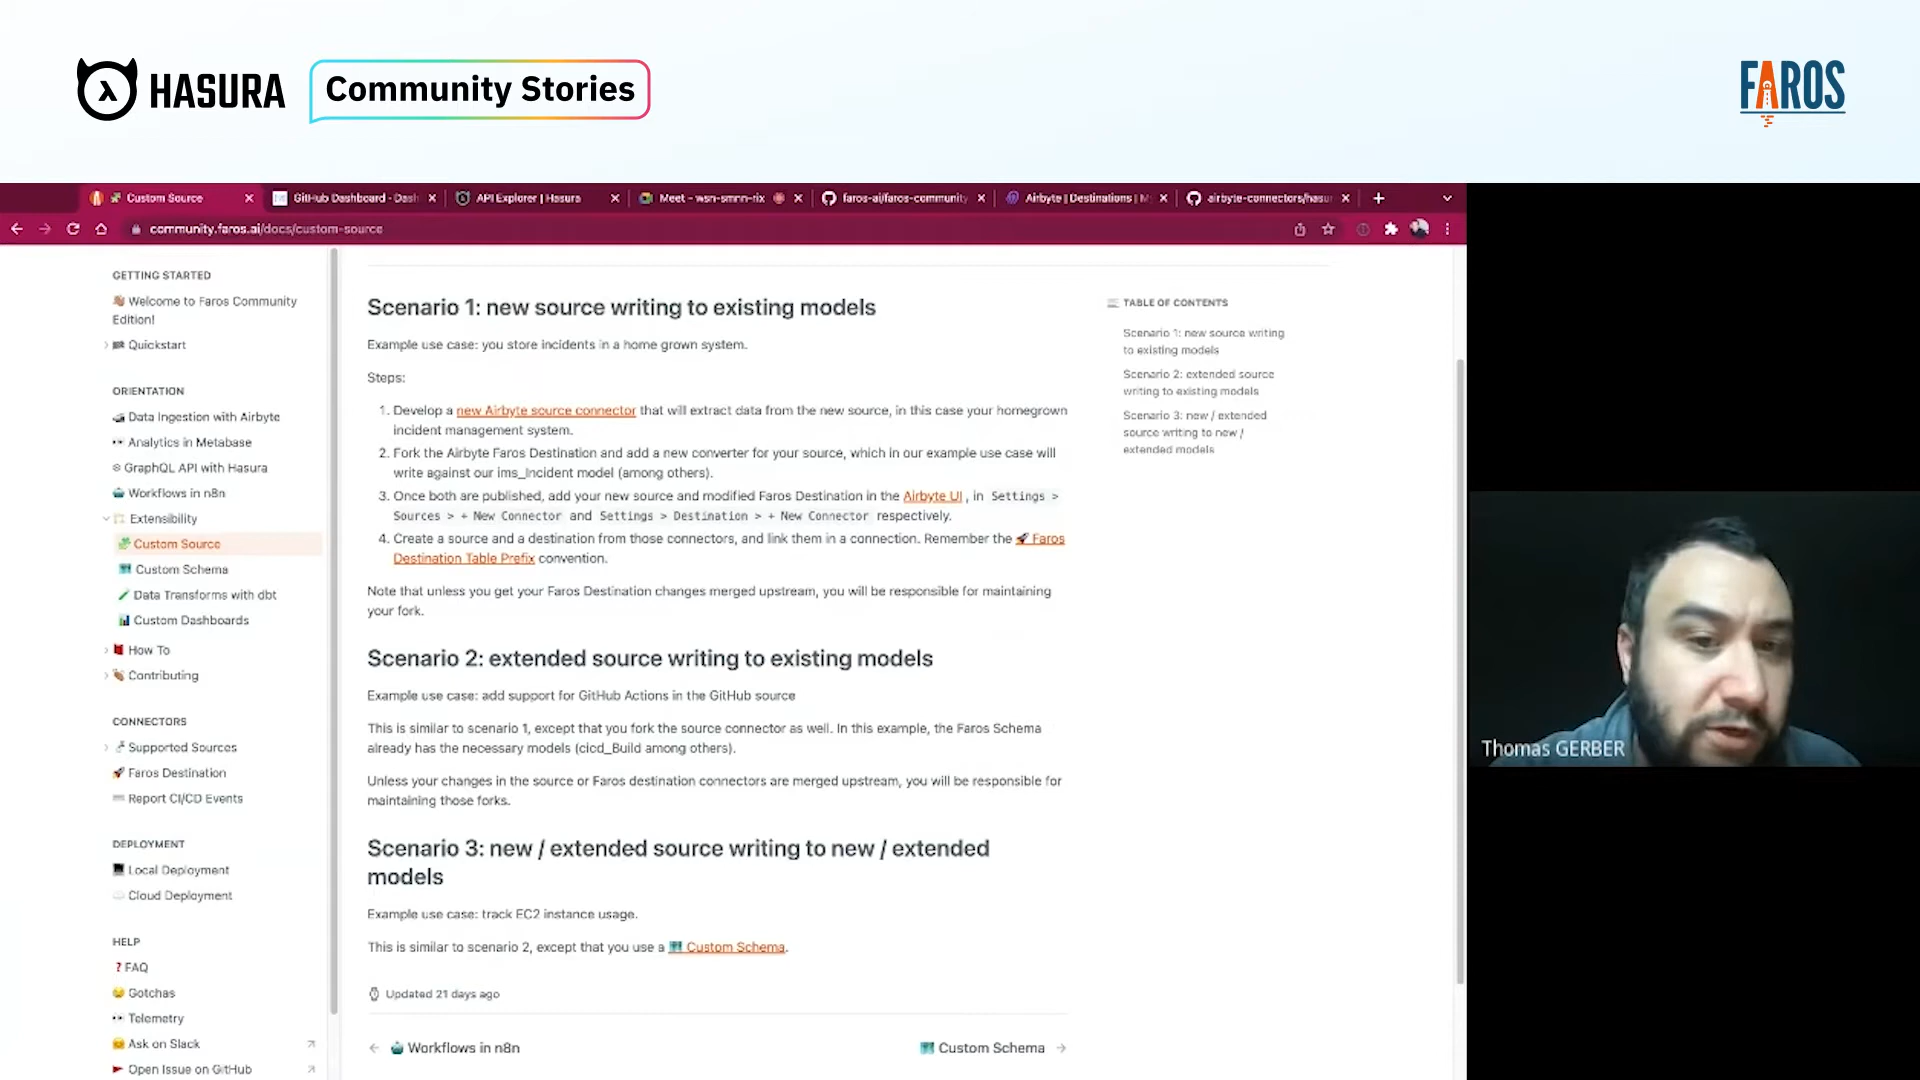 HASURA
Community Stories
FAROS
Custom Source
GitHub Dashboard - Dash
API Explorer | Hasura
Meet - wsn-smnn-rix
faros-ai/faros-community
Airbyte | Destinations | M
airbyte-connectors/hasur
community.faros.ai/docs/custom-source
GETTING STARTED
Welcome to Faros Community
Edition!
Quickstart
ORIENTATION
Data Ingestion with Airbyte
Analytics in Metabase
GraphQL API with Hasura
Workflows in n8n
Extensibility
Custom Source
Custom Schema
Data Transforms with dbt
Custom Dashboards
How To
Contributing
CONNECTORS
Supported Sources
Faros Destination
Report CI/CD Events
DEPLOYMENT
Local Deployment
Cloud Deployment
HELP
FAQ
Gotchas
Telemetry
Ask on Slack
Open Issue on GitHub
Scenario 1: new source writing to existing models
Example use case: you store incidents in a home grown system.
Steps:
1. Develop a new Airbyte source connector that will extract data from the new source, in this case your homegrown
incident management system.
2. Fork the Airbyte Faros Destination and add a new converter for your source, which in our example use case will
write against our ims_Incident model (among others).
3. Once both are published, add your new source and modified Faros Destination in the Airbyte UI , in Settings >
Sources > + New Connector and Settings > Destination > + New Connector respectively.
4. Create a source and a destination from those connectors, and link them in a connection. Remember the Faros
Destination Table Prefix convention.
Note that unless you get your Faros Destination changes merged upstream, you will be responsible for maintaining
your fork.
Scenario 2: extended source writing to existing models
Example use case: add support for GitHub Actions in the GitHub source
This is similar to scenario 1, except that you fork the source connector as well. In this example, the Faros Schema
already has the necessary models (cicd_Build among others).
Unless your changes in the source or Faros destination connectors are merged upstream, you will be responsible for
maintaining those forks.
Scenario 3: new / extended source writing to new / extended
models
Example use case: track EC2 instance usage.
This is similar to scenario 2, except that you use a Custom Schema.
Updated 21 days ago
← Workflows in n8n
Custom Schema →
TABLE OF CONTENTS
Scenario 1: new source writing
to existing models
Scenario 2: extended source
writing to existing models
Scenario 3: new / extended
source writing to new /
extended models
Thomas GERBER